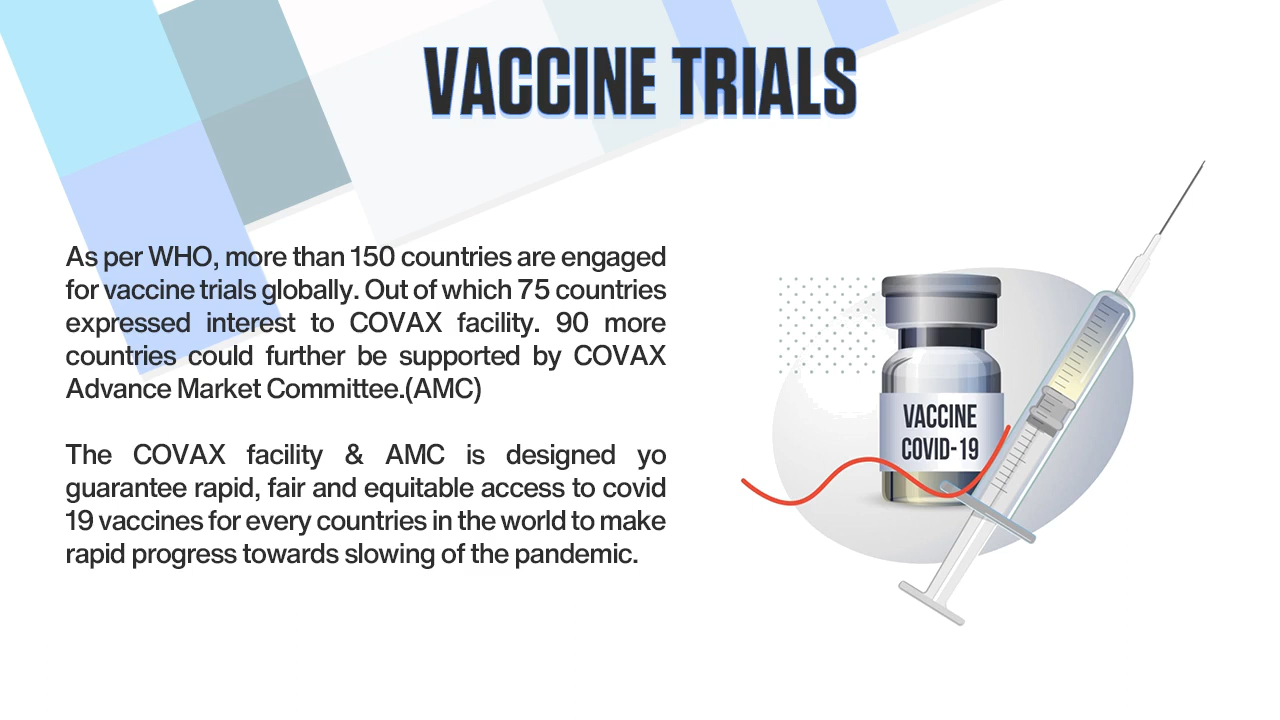 VACCINE TRIALS
As per WHO, more than 150 countries are engaged
for vaccine trials globally. Out of which 75 countries
expressed interest to COVAX facility. 90 more
countries could further be supported by COVAX
Advance Market Committee.(AMC)
The COVAX facility & AMC is designed yo
guarantee rapid, fair and equitable access to covid
19 vaccines for every countries in the world to make
rapid progress towards slowing of the pandemic.
VACCINE
COVID-19